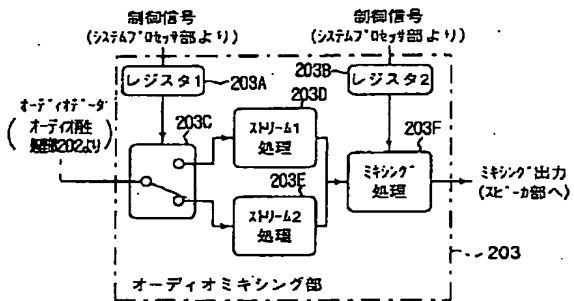 制御信号
(システムプロセッサ部より)
制御信号
(システムプロセッサ部より)
レジスタ1
203A
203B
レジスタ2
オーディオデータ
(オーディオ再生
処理部202より)
203C
203D
ストリーム1
処理
203E
ストリーム2
処理
203F
ミキシング
処理
ミキシング出力
(スピーカ部へ)
203
オーディオミキシング部